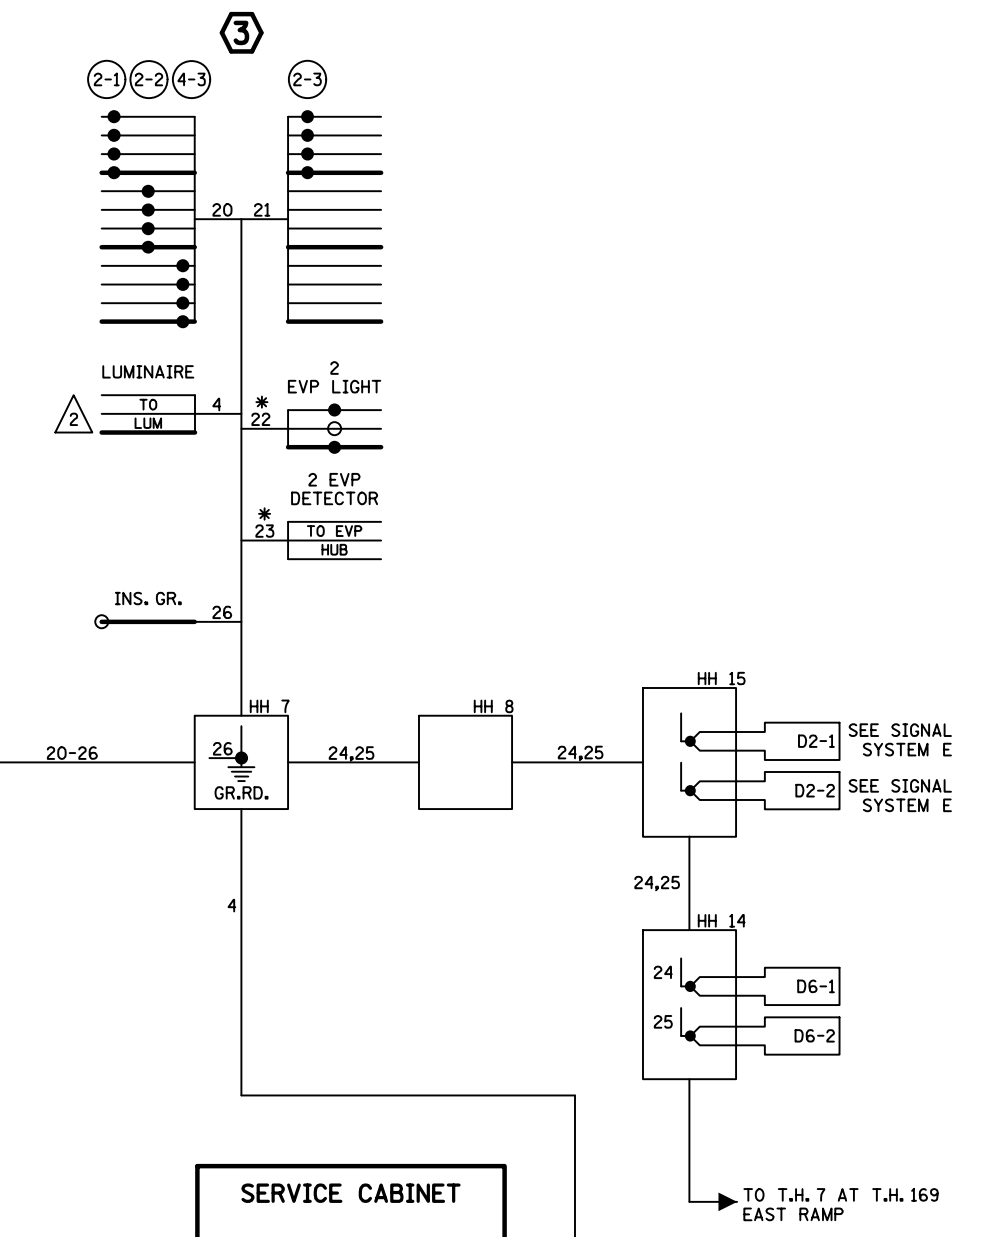 3
2-1 2-2 4-3 2-3
20 21
LUMINAIRE
2
TO
LUM
4
2
EVP LIGHT
*
22
2 EVP
DETECTOR
*
23
TO EVP
HUB
INS. GR.
26
HH 7
HH 8
HH 15
20-26
26
GR.RD.
24,25
24,25
D2-1
SEE SIGNAL
SYSTEM E
D2-2
SEE SIGNAL
SYSTEM E
24,25
4
HH 14
24
D6-1
25
D6-2
SERVICE CABINET
TO T.H. 7 AT T.H. 169
EAST RAMP